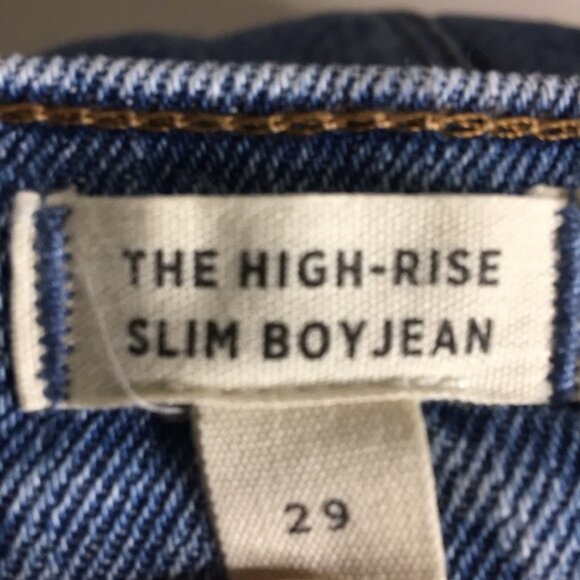 THE HIGH-RISE
SLIM BOYJEAN
29